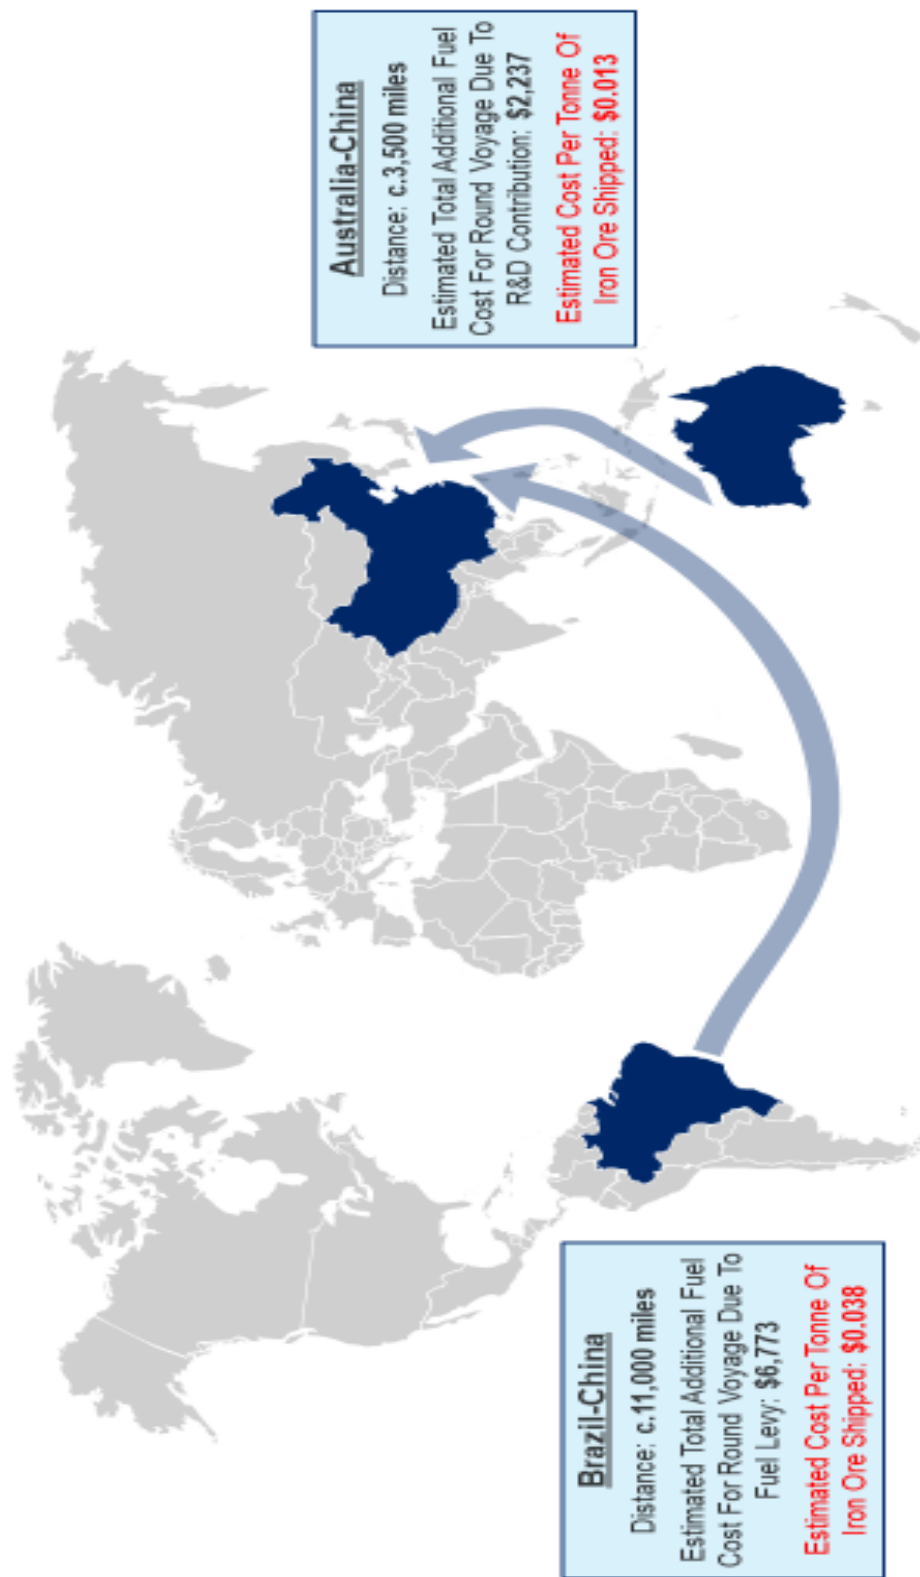 Brazil-China
Distance: c.11,000 miles
Estimated Total Additional Fuel
Cost For Round Voyage Due To
Fuel Levy: $6,773
Estimated Cost Per Tonne Of
Iron Ore Shipped: $0.038
Australia-China
Distance: c.3,500 miles
Estimated Total Additional Fuel
Cost For Round Voyage Due To
R&D Contribution: $2,237
Estimated Cost Per Tonne Of
Iron Ore Shipped: $0.013